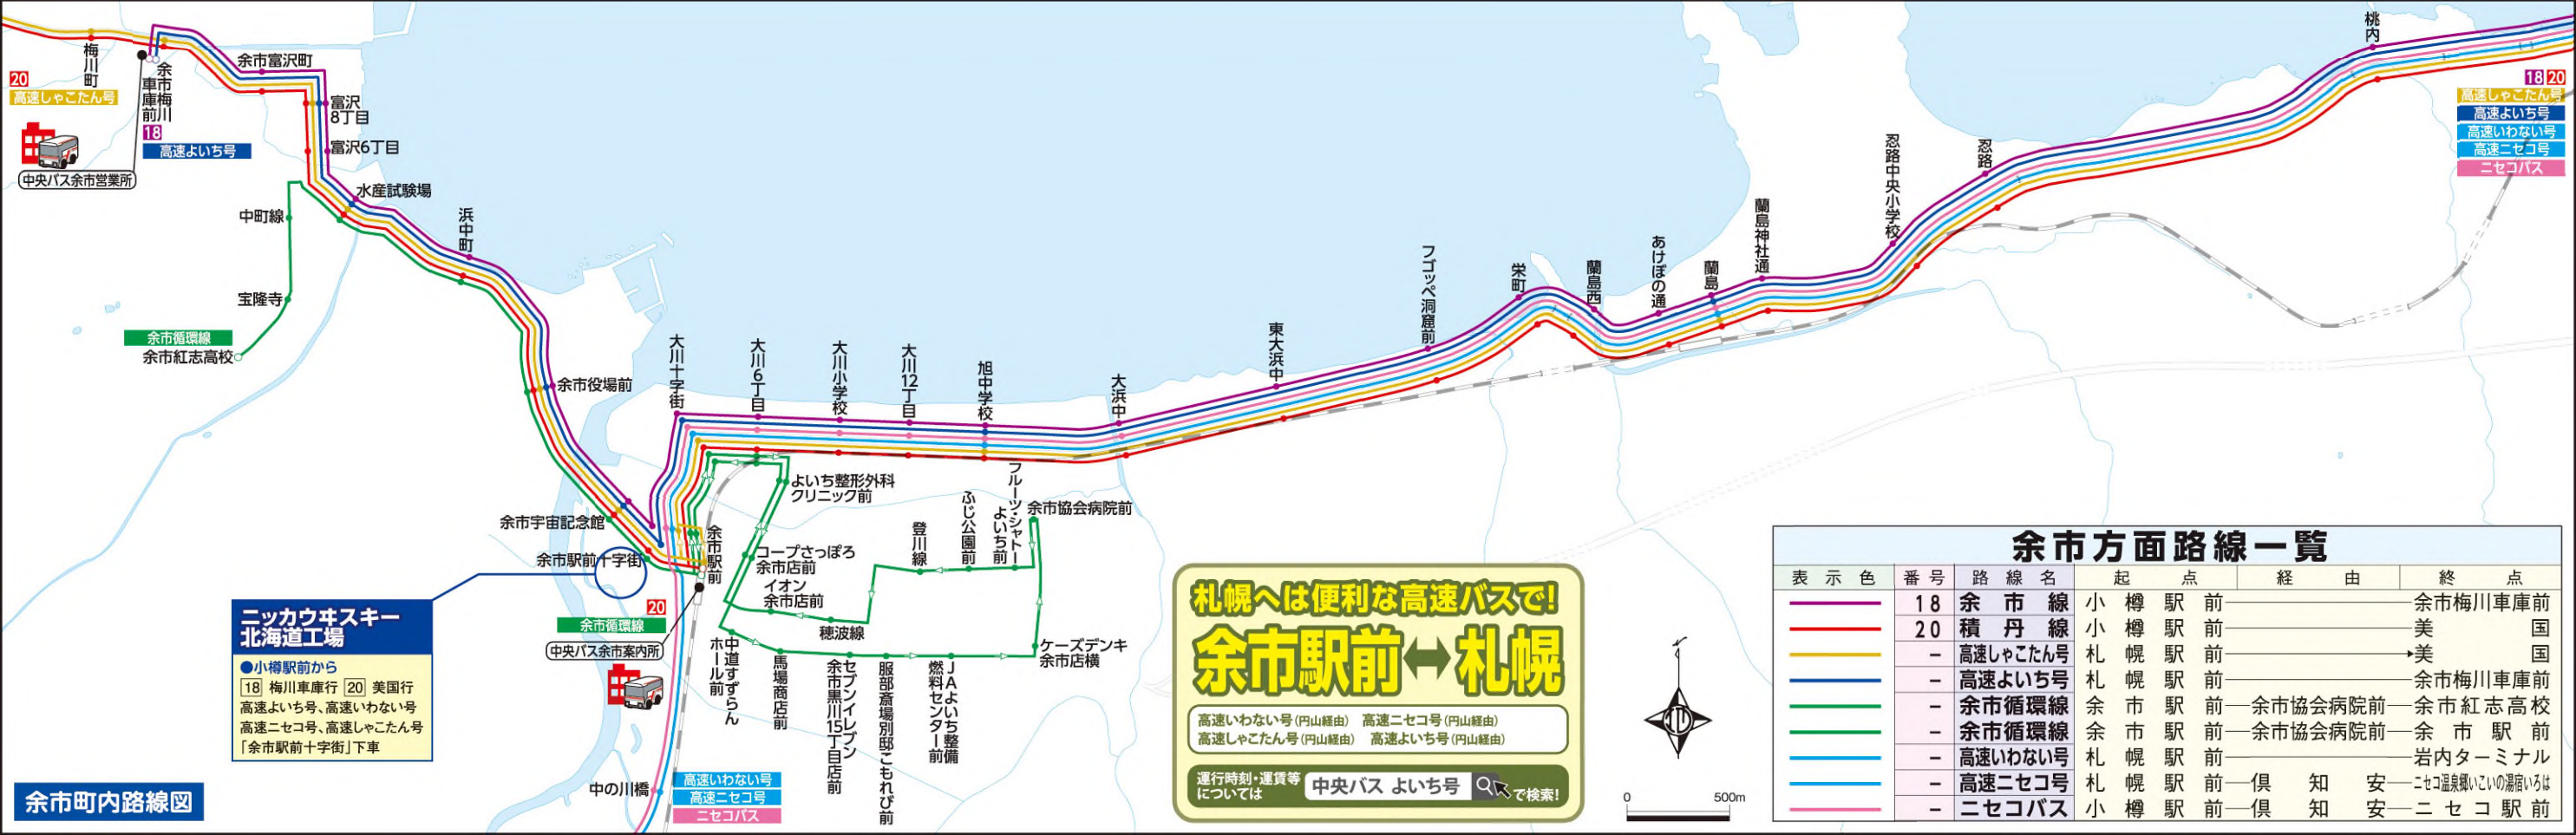 梅川町
20
高速しゃこたん号
余市梅川車庫前
18
高速よいち号
中央バス余市営業所
余市富沢町
富沢8丁目
富沢6丁目
水産試験場
中町線
宝隆寺
余市循環線
余市紅志高校
浜中町
余市役場前
余市宇宙記念館
余市駅前十字街
余市駅前
20
余市循環線
中央バス余市案内所
大川十字街
大川6丁目
大川小学校
大川12丁目
旭中学校
大浜中
東大浜中
フゴッペ洞窟前
栄町
蘭島西
あけぼの通
蘭島
蘭島神社通
忍路中央小学校
忍路
桃内
18 20
高速しゃこたん号
高速よいち号
高速いわない号
高速ニセコ号
ニセコバス
よいち整形外科
クリニック前
コープさっぽろ
余市店前
イオン
余市店前
穂波線
登川線
ふじ公園前
フルーツ・シャトー
よいち前
余市協会病院前
ケーズデンキ
余市店横
中道すずらん
ホール前
馬場商店前
セブンイレブン
余市黒川15丁目店前
服部斎場別邸こもれび前
JAよいち整備
燃料センター前
中の川橋
高速いわない号
高速ニセコ号
ニセコバス
ニッカウヰスキー
北海道工場
●小樽駅前から
18 梅川車庫行 20 美国行
高速よいち号、高速いわない号
高速ニセコ号、高速しゃこたん号
「余市駅前十字街」下車
余市町内路線図
札幌へは便利な高速バスで!
余市駅前↔札幌
高速いわない号(円山経由) 高速ニセコ号(円山経由)
高速しゃこたん号(円山経由) 高速よいち号(円山経由)
運行時刻・運賃等
については
中央バス よいち号
で検索!
0 500m
余市方面路線一覧
表示色 番号 路線名 起点 経由 終点
18 余市線 小樽駅前 余市梅川車庫前
20 積丹線 小樽駅前 美国
- 高速しゃこたん号 札幌駅前 美国
- 高速よいち号 札幌駅前 余市梅川車庫前
- 余市循環線 余市駅前 余市協会病院前 余市紅志高校
- 余市循環線 余市駅前 余市協会病院前 余市駅前
- 高速いわない号 札幌駅前 岩内ターミナル
- 高速ニセコ号 札幌駅前 倶知安 ニセコ温泉郷いこいの湯宿いろは
- ニセコバス 小樽駅前 倶知安 ニセコ駅前